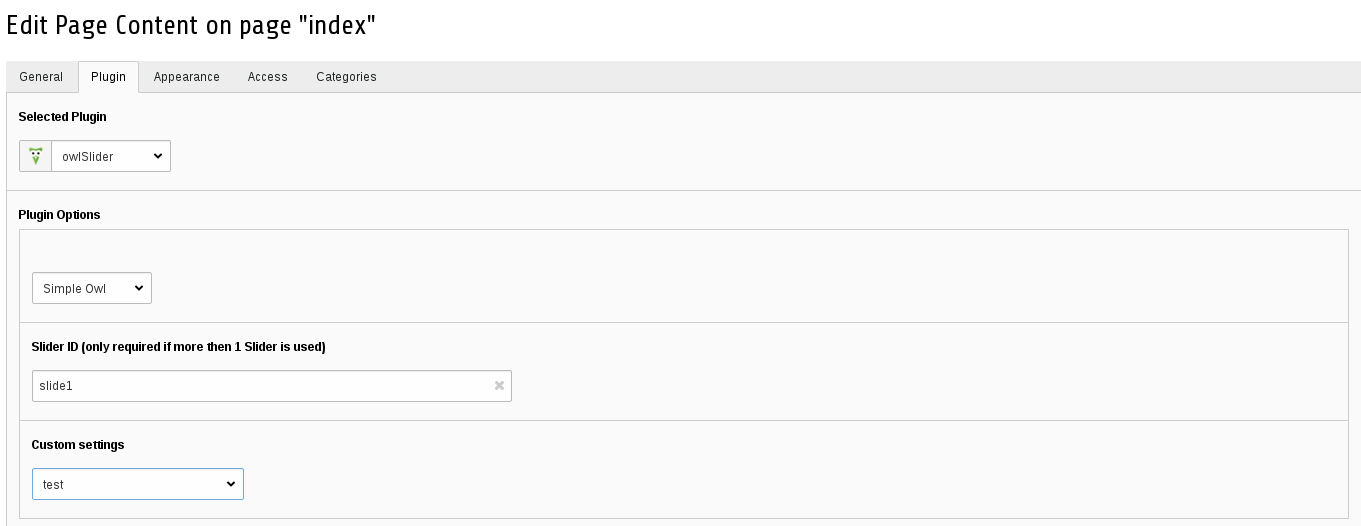 Edit Page Content on page "index"
General Plugin Appearance Access Categories
Selected Plugin
owlSlider
Plugin Options
Simple Owl
Slider ID (only required if more then 1 Slider is used)
slide1
Custom settings
test